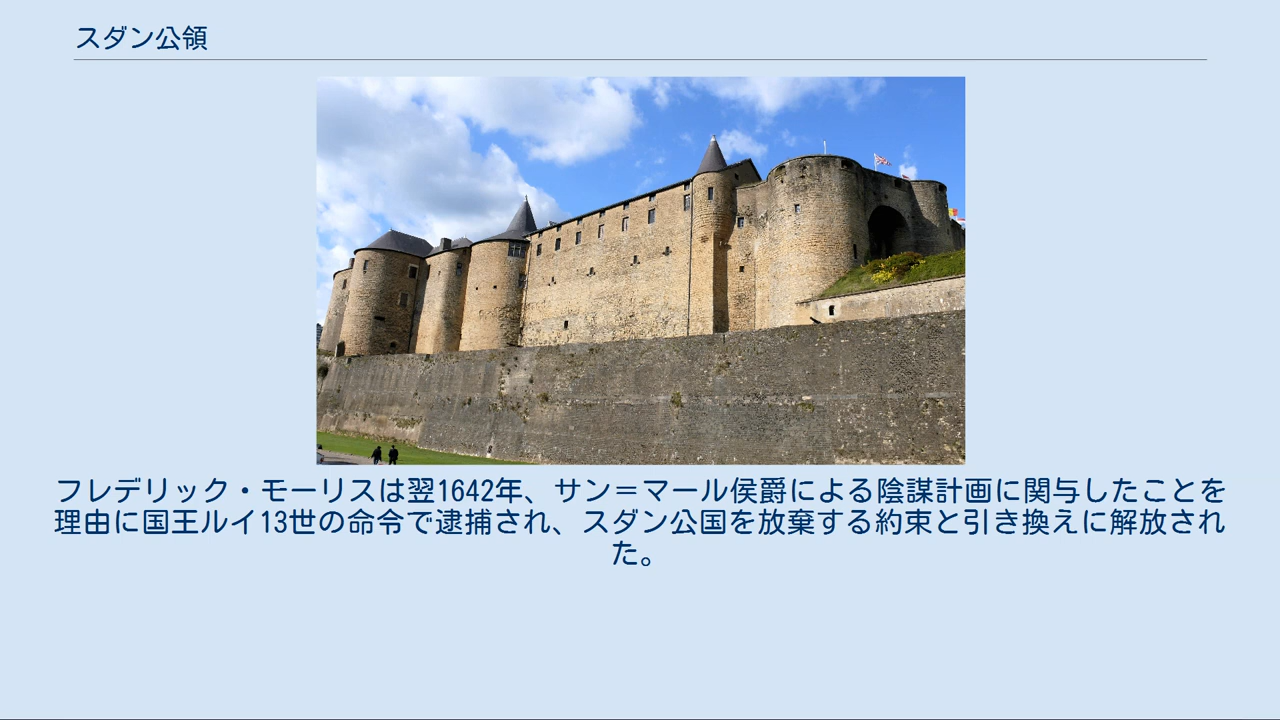 スダン公領
フレデリック・モーリスは翌1642年、サン＝マール侯爵による陰謀計画に関与したことを
理由に国王ルイ13世の命令で逮捕され、スダン公国を放棄する約束と引き換えに解放され
た。